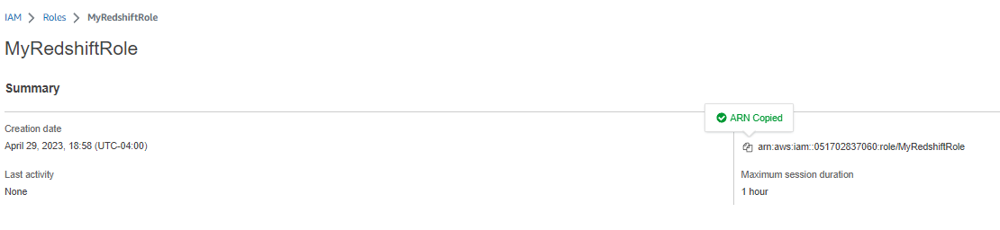 IAM > Roles > MyRedshiftRole
MyRedshiftRole
Summary
Creation date
April 29, 2023, 18:58 (UTC-04:00)
ARN Copied
arn:aws:iam::051702837060:role/MyRedshiftRole
Last activity
None
Maximum session duration
1 hour